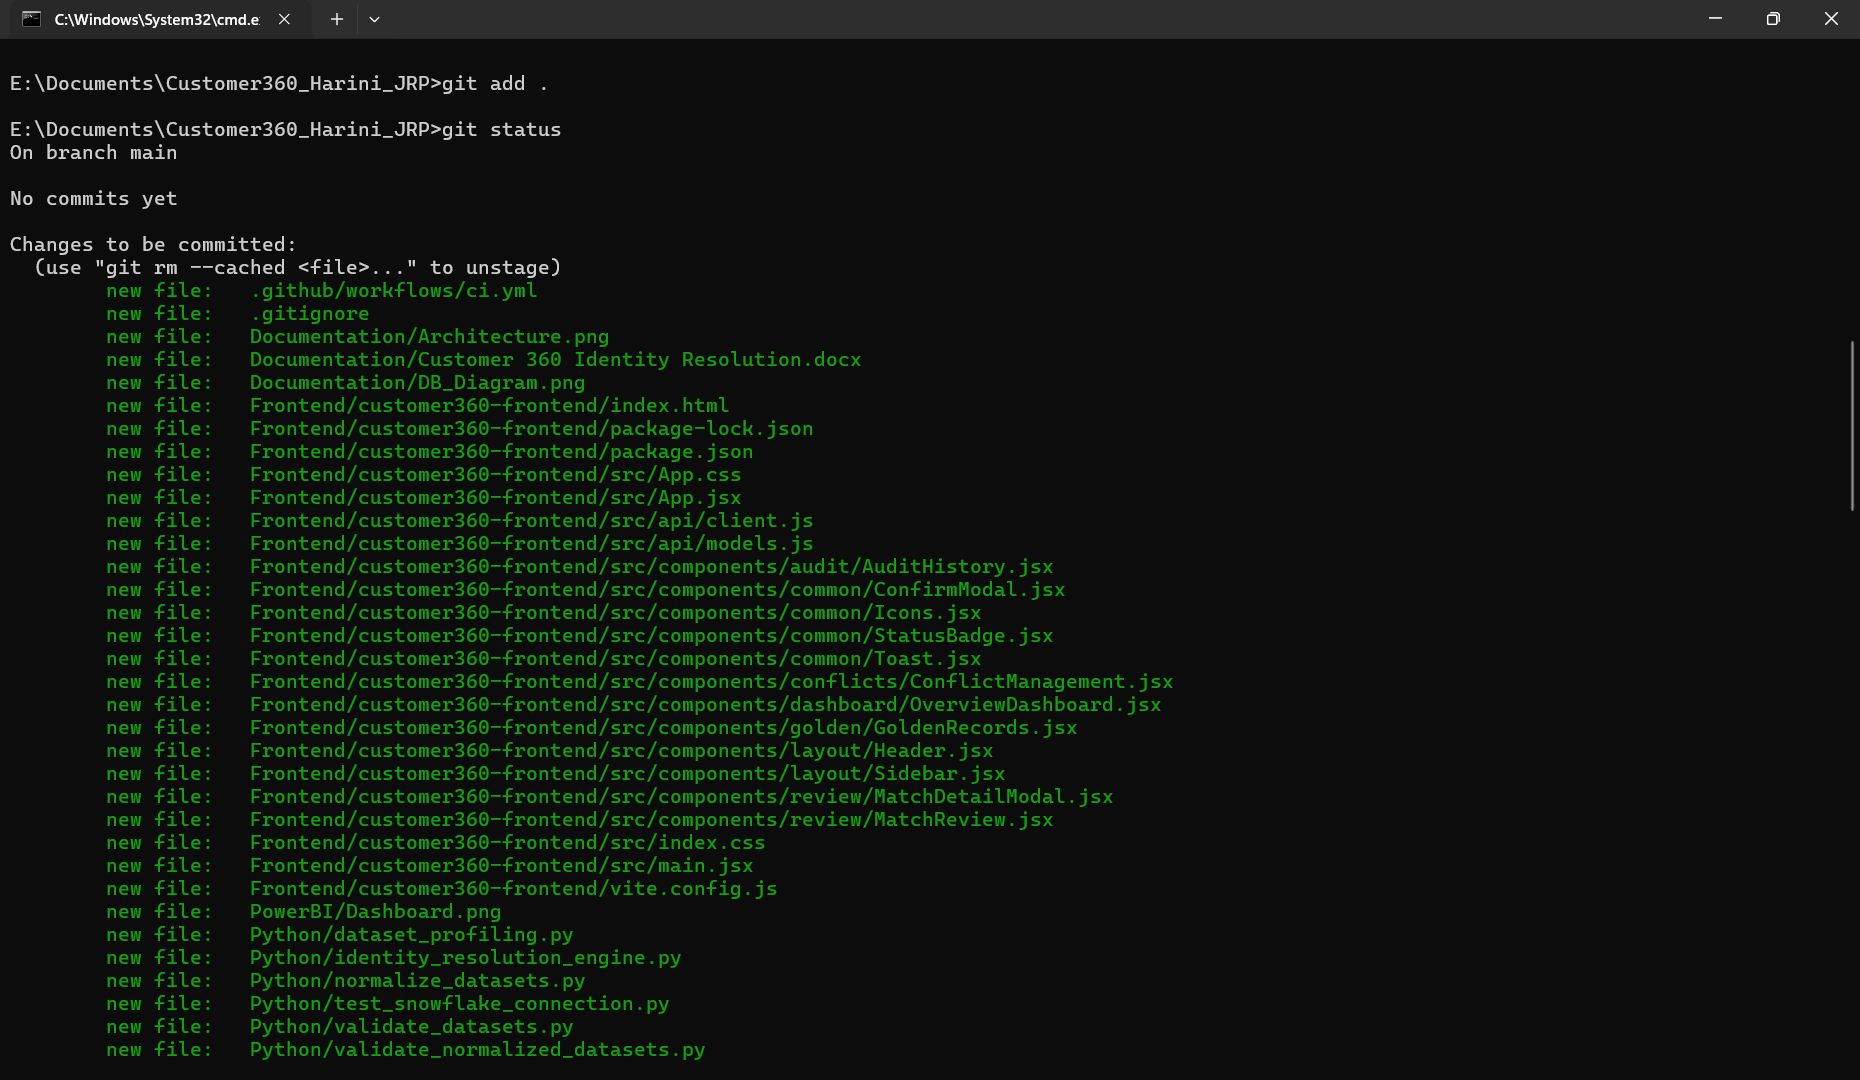 C:\Windows\System32\cmd.e
E:\Documents\Customer360_Harini_JRP>git add .
E:\Documents\Customer360_Harini_JRP>git status
On branch main
No commits yet
Changes to be committed:
  (use "git rm --cached <file>..." to unstage)
        new file:   .github/workflows/ci.yml
        new file:   .gitignore
        new file:   Documentation/Architecture.png
        new file:   Documentation/Customer 360 Identity Resolution.docx
        new file:   Documentation/DB_Diagram.png
        new file:   Frontend/customer360-frontend/index.html
        new file:   Frontend/customer360-frontend/package-lock.json
        new file:   Frontend/customer360-frontend/package.json
        new file:   Frontend/customer360-frontend/src/App.css
        new file:   Frontend/customer360-frontend/src/App.jsx
        new file:   Frontend/customer360-frontend/src/api/client.js
        new file:   Frontend/customer360-frontend/src/api/models.js
        new file:   Frontend/customer360-frontend/src/components/audit/AuditHistory.jsx
        new file:   Frontend/customer360-frontend/src/components/common/ConfirmModal.jsx
        new file:   Frontend/customer360-frontend/src/components/common/Icons.jsx
        new file:   Frontend/customer360-frontend/src/components/common/StatusBadge.jsx
        new file:   Frontend/customer360-frontend/src/components/common/Toast.jsx
        new file:   Frontend/customer360-frontend/src/components/conflicts/ConflictManagement.jsx
        new file:   Frontend/customer360-frontend/src/components/dashboard/OverviewDashboard.jsx
        new file:   Frontend/customer360-frontend/src/components/golden/GoldenRecords.jsx
        new file:   Frontend/customer360-frontend/src/components/layout/Header.jsx
        new file:   Frontend/customer360-frontend/src/components/layout/Sidebar.jsx
        new file:   Frontend/customer360-frontend/src/components/review/MatchDetailModal.jsx
        new file:   Frontend/customer360-frontend/src/components/review/MatchReview.jsx
        new file:   Frontend/customer360-frontend/src/index.css
        new file:   Frontend/customer360-frontend/src/main.jsx
        new file:   Frontend/customer360-frontend/vite.config.js
        new file:   PowerBI/Dashboard.png
        new file:   Python/dataset_profiling.py
        new file:   Python/identity_resolution_engine.py
        new file:   Python/normalize_datasets.py
        new file:   Python/test_snowflake_connection.py
        new file:   Python/validate_datasets.py
        new file:   Python/validate_normalized_datasets.py